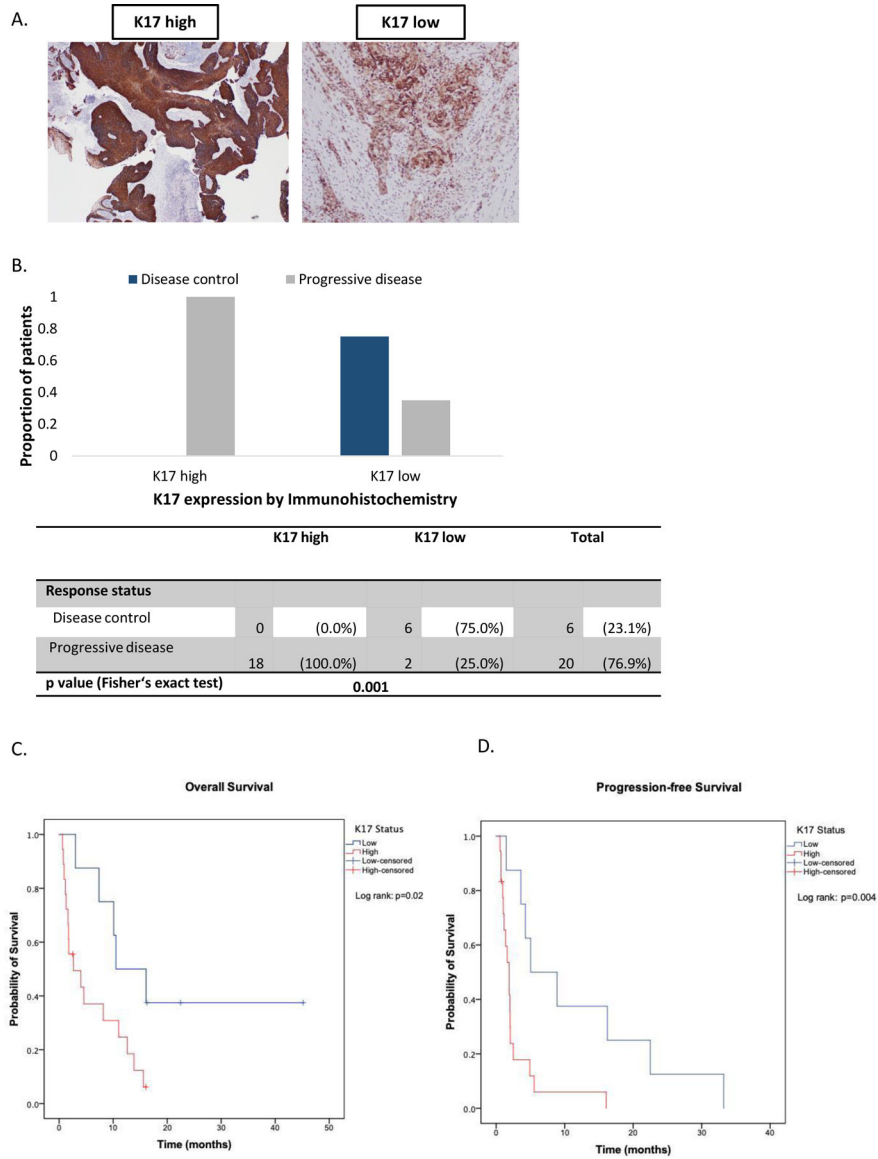 A.
K17 high
K17 low
B.
Disease control
Progressive disease
Proportion of patients
1
0.8
0.6
0.4
0.2
0
K17 high
K17 low
K17 expression by Immunohistochemistry
K17 high K17 low Total
Response status
Disease control 0 (0.0%) 6 (75.0%) 6 (23.1%)
Progressive disease 18 (100.0%) 2 (25.0%) 20 (76.9%)
p value (Fisher‘s exact test) 0.001
C.
Overall Survival
Probability of Survival
1.0
0.8
0.6
0.4
0.2
0.0
0 10 20 30 40 50
Time (months)
K17 Status
Low
High
Low-censored
High-censored
Log rank: p=0.02
D.
Progression-free Survival
Probability of Survival
1.0
0.8
0.6
0.4
0.2
0.0
0 10 20 30 40
Time (months)
K17 Status
Low
High
Low-censored
High-censored
Log rank: p=0.004